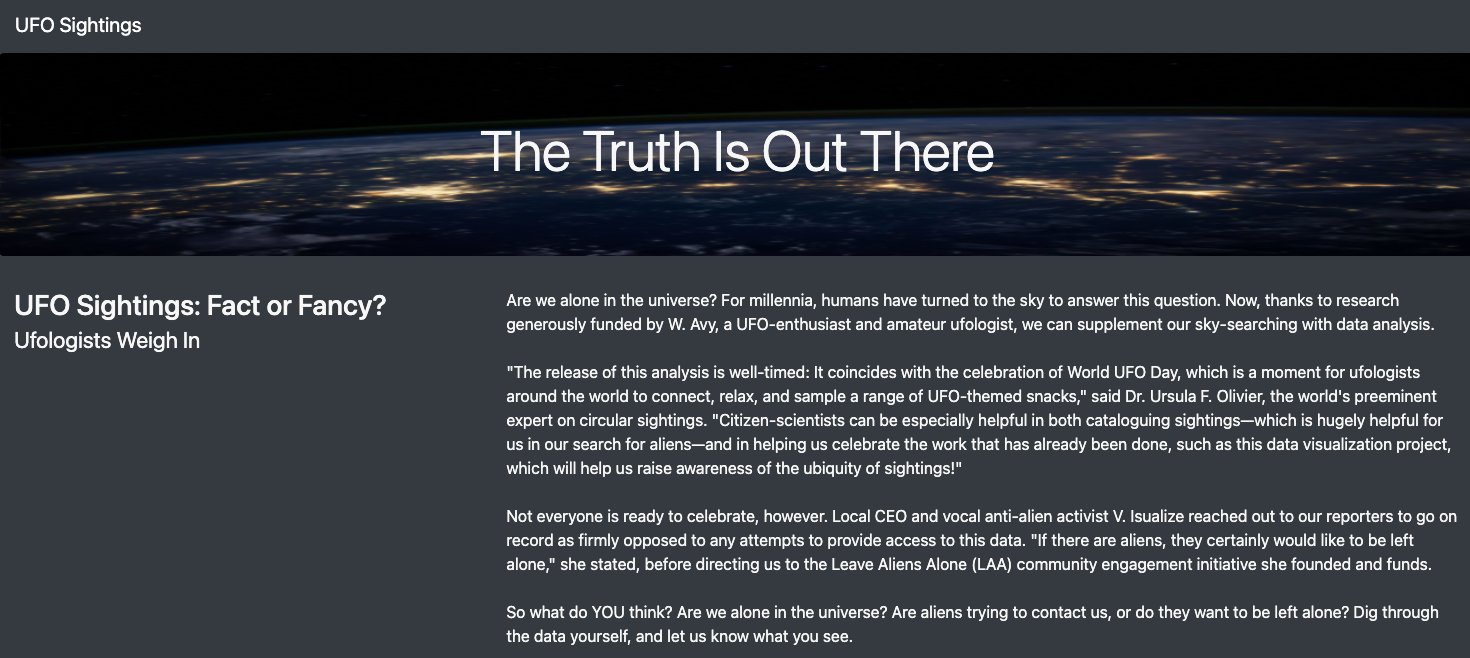 UFO Sightings
The Truth Is Out There
UFO Sightings: Fact or Fancy?
Ufologists Weigh In
Are we alone in the universe? For millennia, humans have turned to the sky to answer this question. Now, thanks to research
generously funded by W. Avy, a UFO-enthusiast and amateur ufologist, we can supplement our sky-searching with data analysis.
"The release of this analysis is well-timed: It coincides with the celebration of World UFO Day, which is a moment for ufologists
around the world to connect, relax, and sample a range of UFO-themed snacks," said Dr. Ursula F. Olivier, the world's preeminent
expert on circular sightings. "Citizen-scientists can be especially helpful in both cataloguing sightings—which is hugely helpful for
us in our search for aliens—and in helping us celebrate the work that has already been done, such as this data visualization project,
which will help us raise awareness of the ubiquity of sightings!"
Not everyone is ready to celebrate, however. Local CEO and vocal anti-alien activist V. Isualize reached out to our reporters to go on
record as firmly opposed to any attempts to provide access to this data. "If there are aliens, they certainly would like to be left
alone," she stated, before directing us to the Leave Aliens Alone (LAA) community engagement initiative she founded and funds.
So what do YOU think? Are we alone in the universe? Are aliens trying to contact us, or do they want to be left alone? Dig through
the data yourself, and let us know what you see.